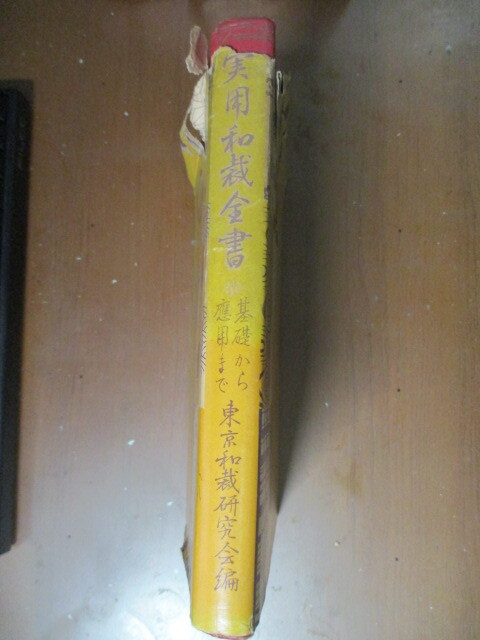 実用和裁全書
基礎から
應用まで
東京和裁研究会編